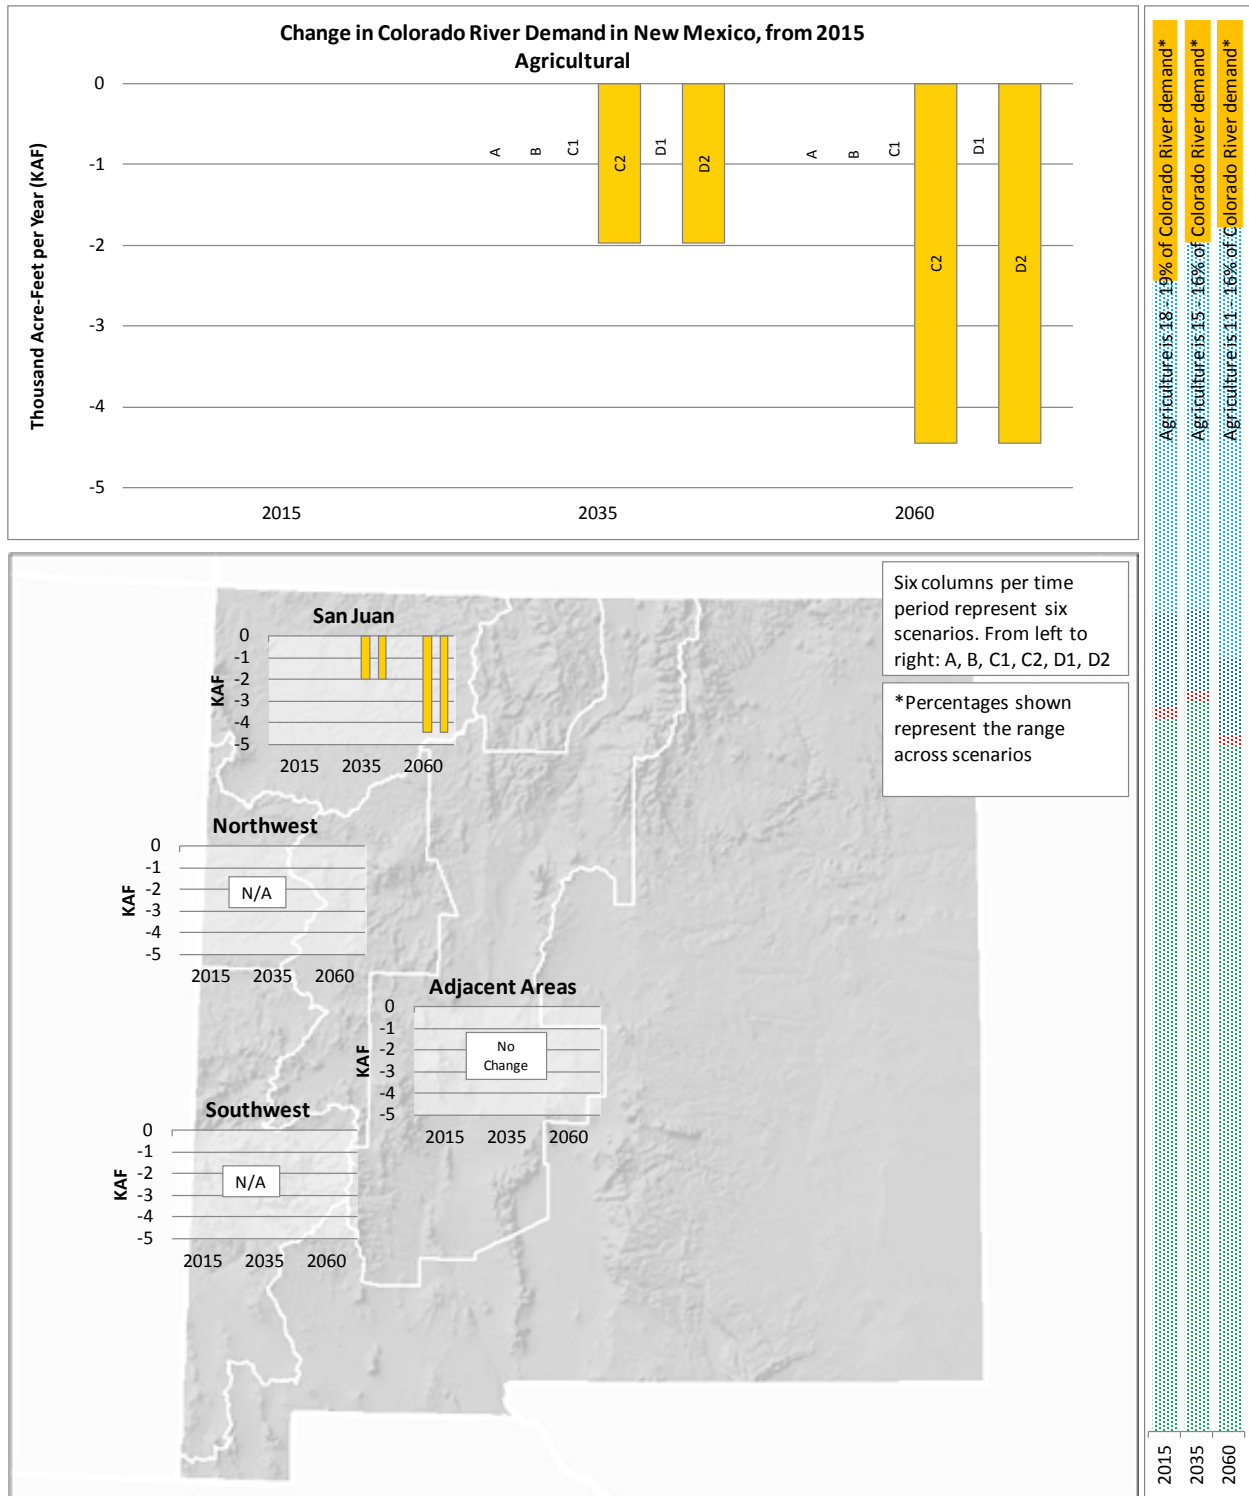 Change in Colorado River Demand in New Mexico, from 2015
Agricultural
Thousand Acre-Feet per Year (KAF)
0
-1
-2
-3
-4
-5
A
B
C1
C2
D1
D2
A
B
C1
C2
D1
D2
2015
2035
2060
Six columns per time
period represent six
scenarios. From left to
right: A, B, C1, C2, D1, D2
*Percentages shown
represent the range
across scenarios
San Juan
KAF
0
-1
-2
-3
-4
-5
2015 2035 2060
Northwest
KAF
0
-1
-2
-3
-4
-5
N/A
2015 2035 2060
Adjacent Areas
KAF
0
-1
-2
-3
-4
-5
No
Change
2015 2035 2060
Southwest
KAF
0
-1
-2
-3
-4
-5
N/A
2015 2035 2060
Agriculture is 18 - 19% of Colorado River demand*
Agriculture is 15 - 16% of Colorado River demand*
Agriculture is 11 - 16% of Colorado River demand*
2015
2035
2060